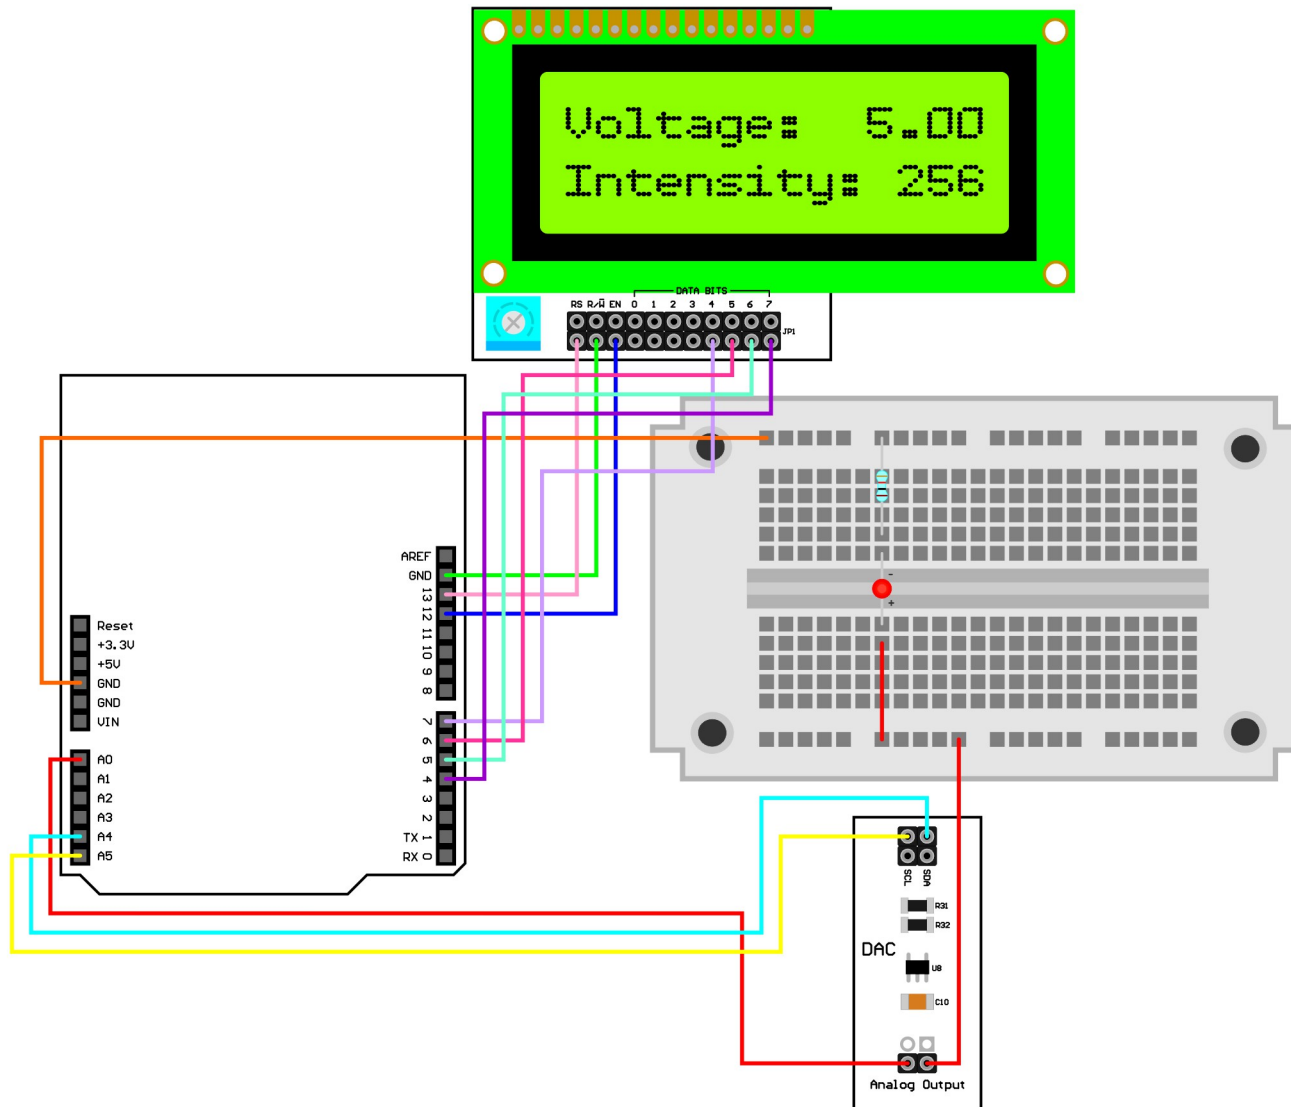 Voltage: 5.00
Intensity: 256
DATA BITS
RS R/W̅ EN 0 1 2 3 4 5 6 7
JP1
AREF
GND
13
12
11
10
9
8
Reset
+3.3V
+5V
GND
GND
VIN
7
6
5
4
3
2
TX 1
RX 0
A0
A1
A2
A3
A4
A5
-
+
SCL SDA
R31
R32
DAC
U8
C10
Analog Output